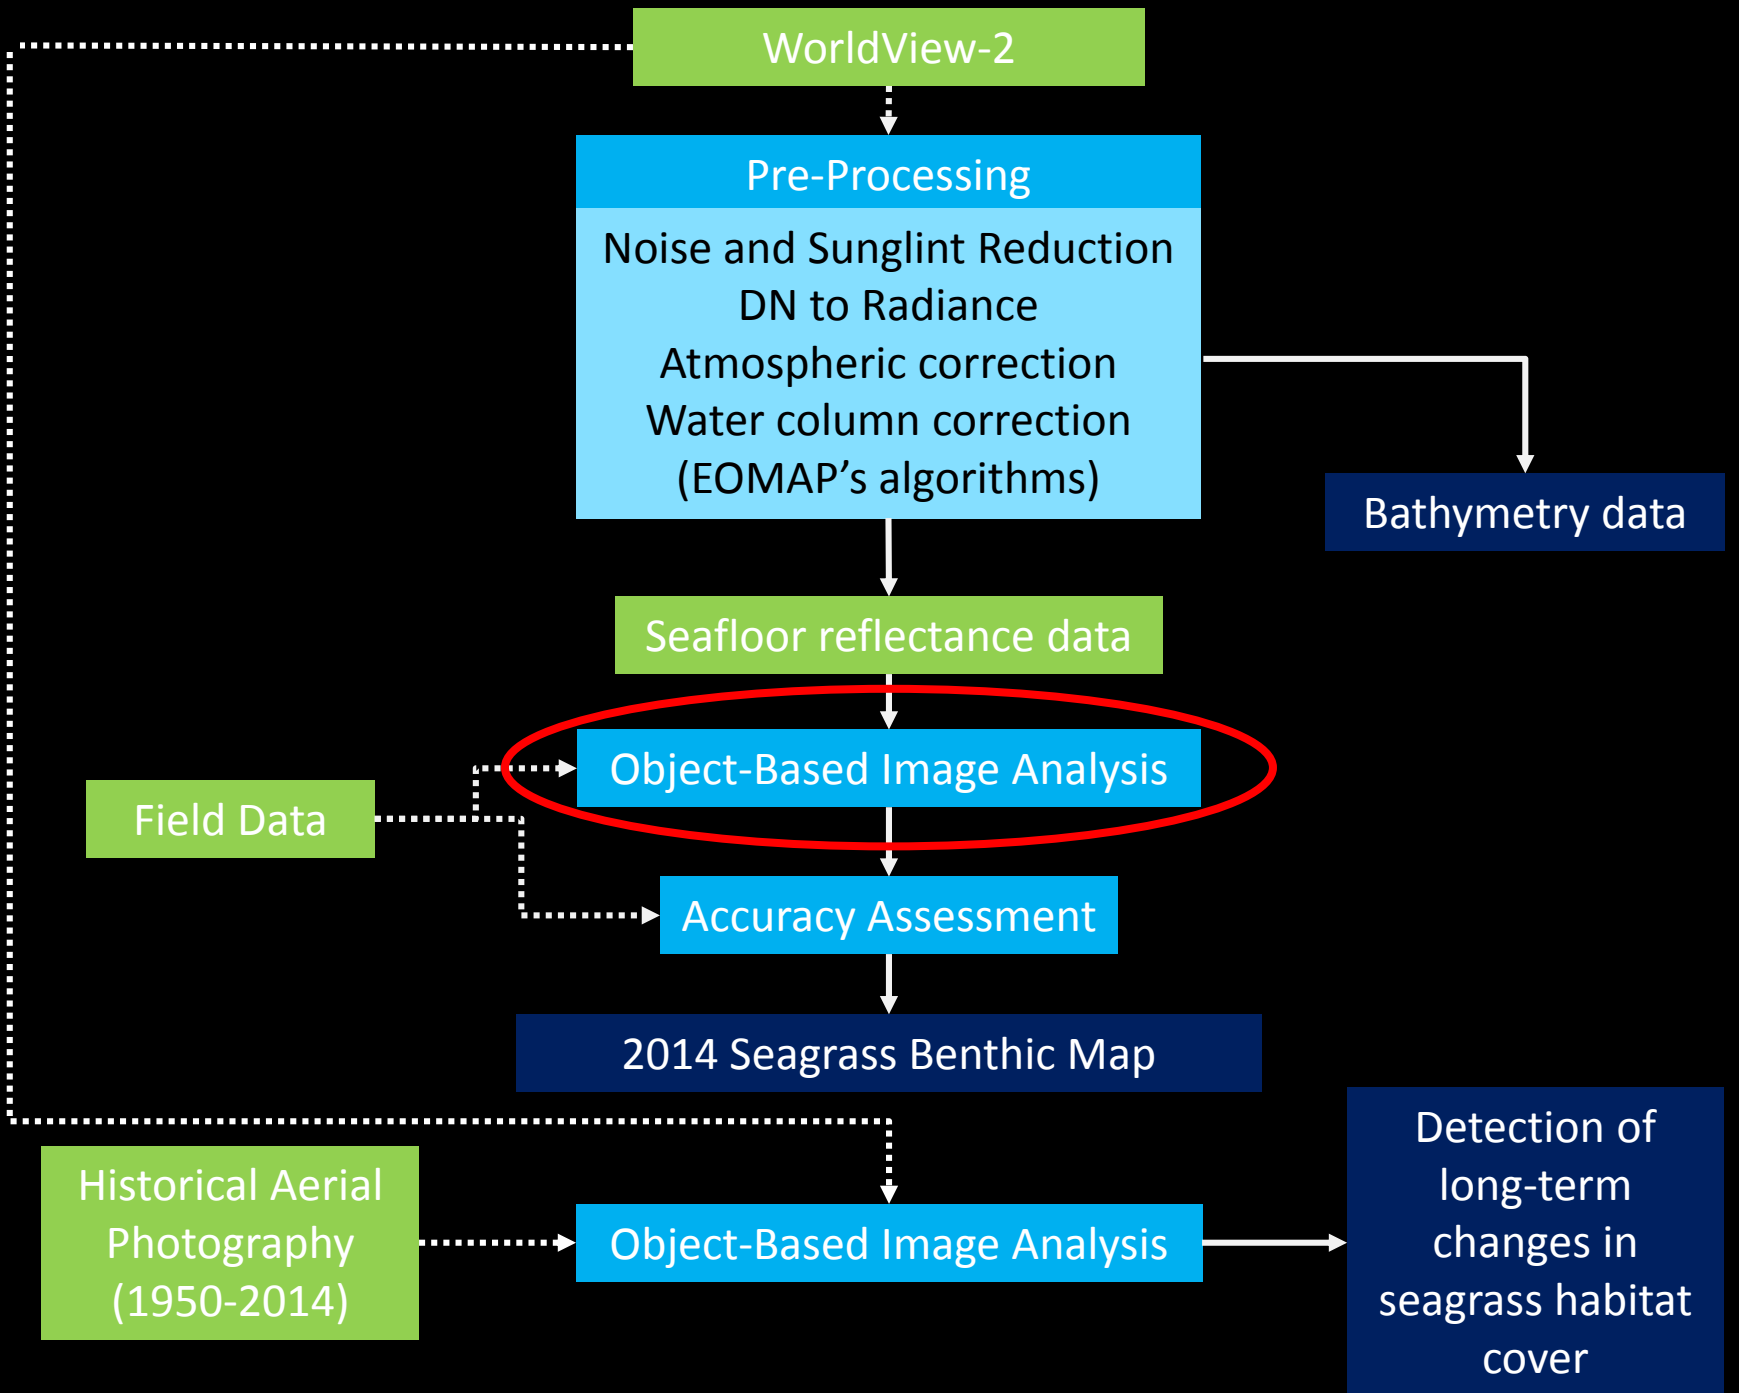 WorldView-2
Pre-Processing
Noise and Sunglint Reduction
DN to Radiance
Atmospheric correction
Water column correction
(EOMAP’s algorithms)
Bathymetry data
Seafloor reflectance data
Object-Based Image Analysis
Field Data
Accuracy Assessment
2014 Seagrass Benthic Map
Historical Aerial
Photography
(1950-2014)
Object-Based Image Analysis
Detection of
long-term
changes in
seagrass habitat
cover